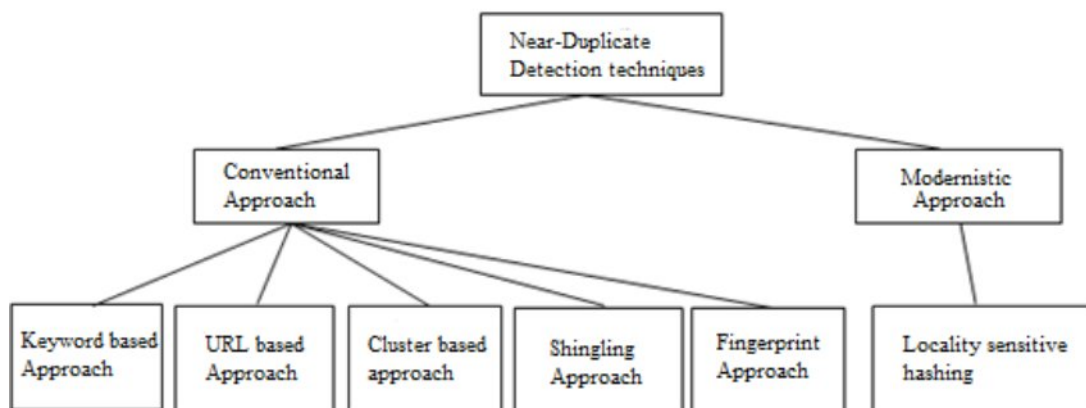 Near-Duplicate
Detection techniques
Conventional
Approach
Modernistic
Approach
Keyword based
Approach
URL based
Approach
Cluster based
approach
Shingling
Approach
Fingerprint
Approach
Locality sensitive
hashing